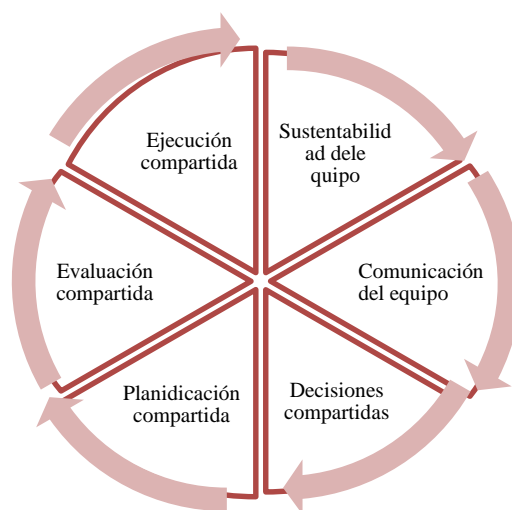 Ejecución
compartida
Sustentabilid
ad dele
quipo
Evaluación
compartida
Comunicación
del equipo
Planidicación
compartida
Decisiones
compartidas